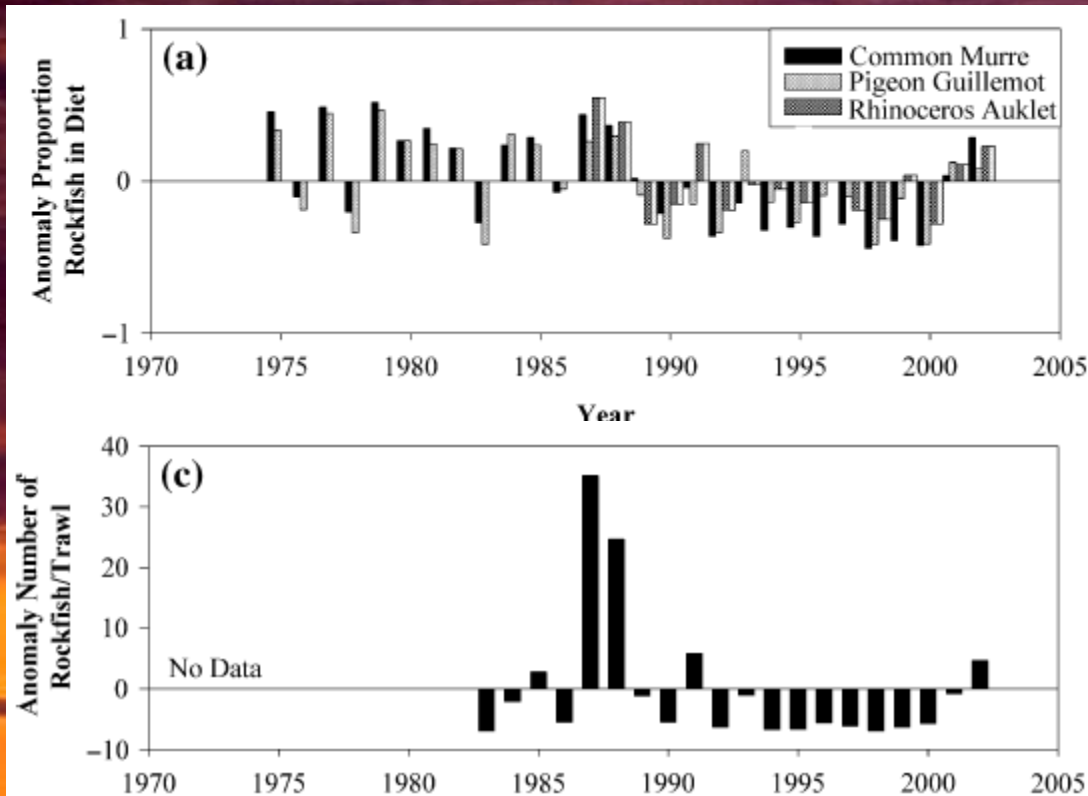 (a)
Common Murre
Pigeon Guillemot
Rhinoceros Auklet
Anomaly Proportion
Rockfish in Diet
1
0
−1
1970 1975 1980 1985 1990 1995 2000 2005
Year
(c)
Anomaly Number of
Rockfish/Trawl
40
30
20
10
0
−10
No Data
1970 1975 1980 1985 1990 1995 2000 2005